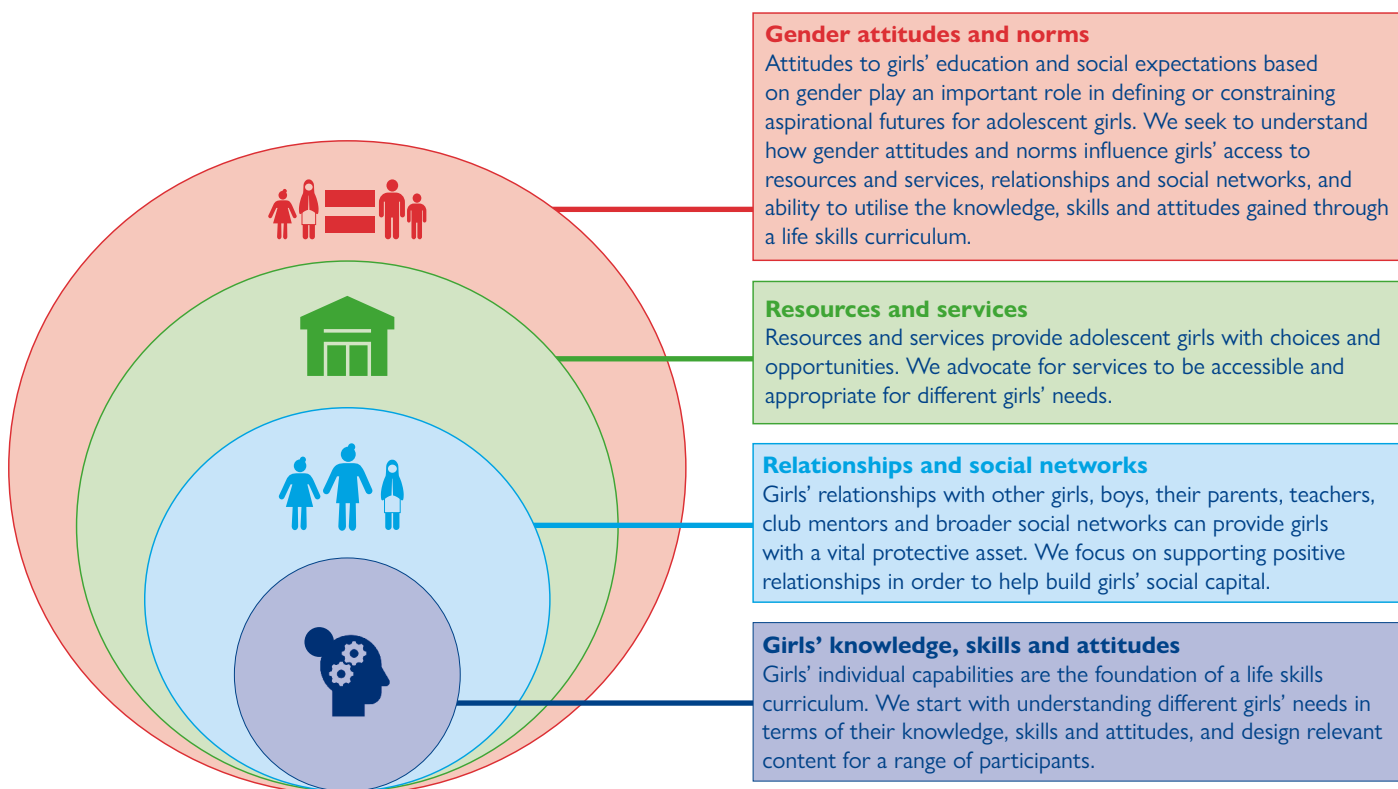 Gender attitudes and norms
Attitudes to girls’ education and social expectations based
on gender play an important role in defining or constraining
aspirational futures for adolescent girls. We seek to understand
how gender attitudes and norms influence girls’ access to
resources and services, relationships and social networks, and
ability to utilise the knowledge, skills and attitudes gained through
a life skills curriculum.
Resources and services
Resources and services provide adolescent girls with choices and
opportunities. We advocate for services to be accessible and
appropriate for different girls’ needs.
Relationships and social networks
Girls’ relationships with other girls, boys, their parents, teachers,
club mentors and broader social networks can provide girls
with a vital protective asset. We focus on supporting positive
relationships in order to help build girls’ social capital.
Girls’ knowledge, skills and attitudes
Girls’ individual capabilities are the foundation of a life skills
curriculum. We start with understanding different girls’ needs in
terms of their knowledge, skills and attitudes, and design relevant
content for a range of participants.